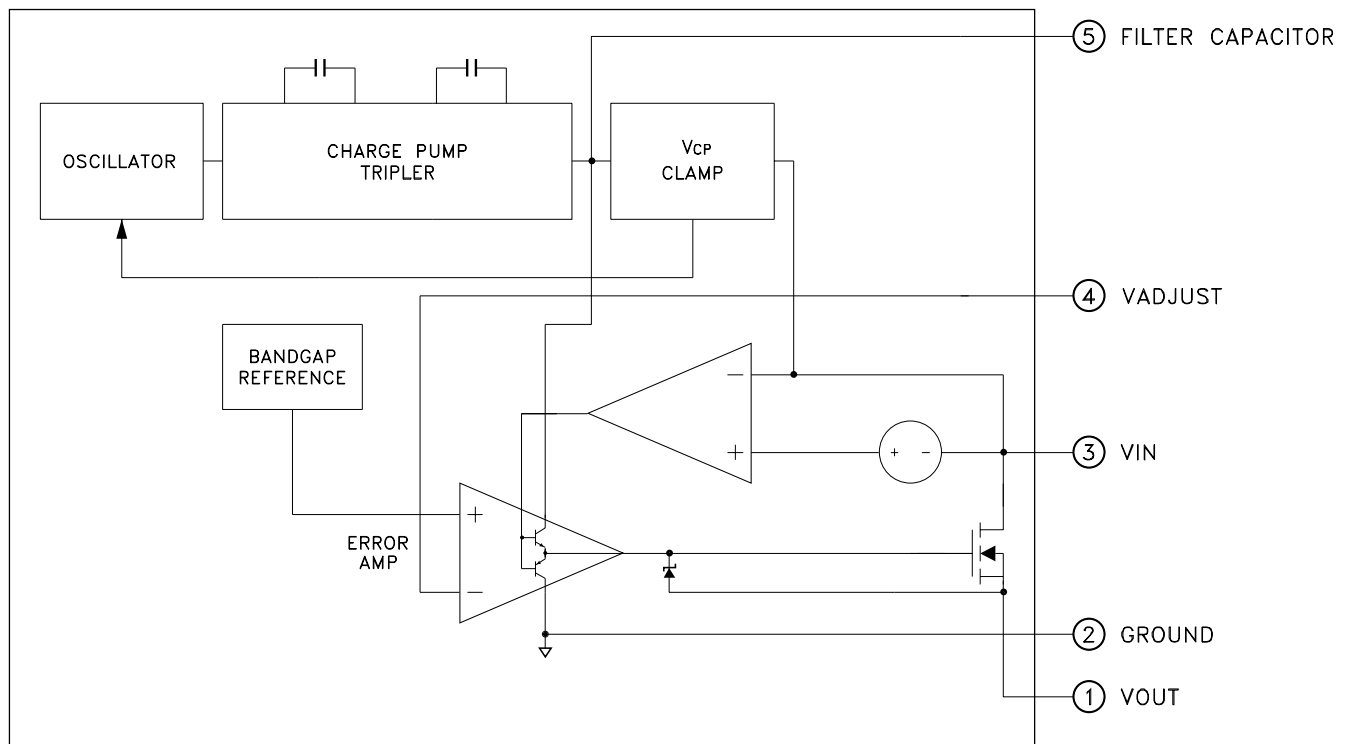 5 FILTER CAPACITOR
OSCILLATOR
CHARGE PUMP
TRIPLER
VCP
CLAMP
4 VADJUST
BANDGAP
REFERENCE
−
+
+ −
3 VIN
+
ERROR
AMP
−
2 GROUND
1 VOUT